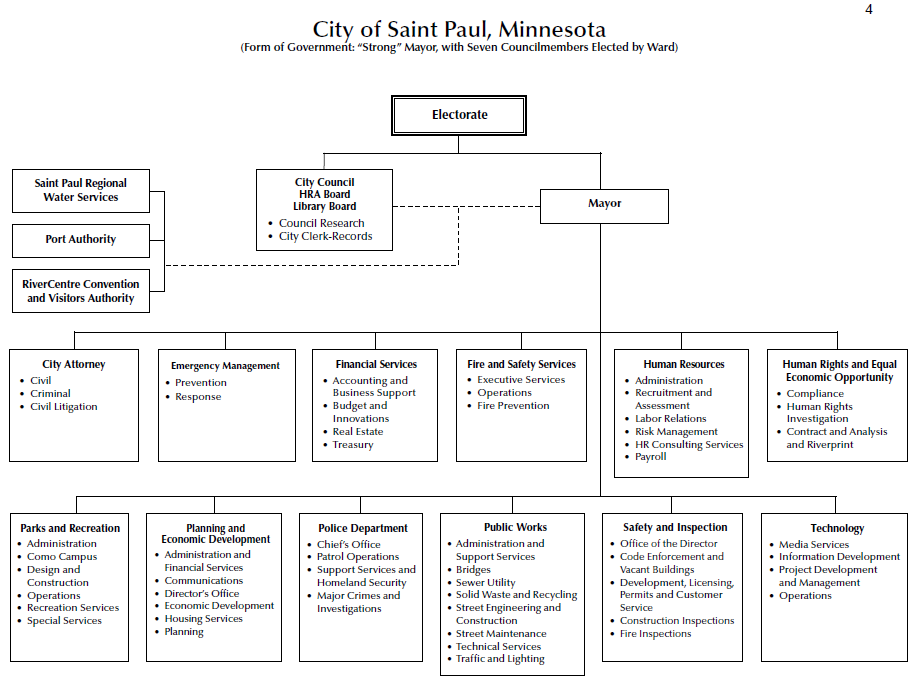 4
City of Saint Paul, Minnesota
(Form of Government: “Strong” Mayor, with Seven Councilmembers Elected by Ward)
Electorate
Saint Paul Regional
Water Services
Port Authority
RiverCentre Convention
and Visitors Authority
City Council
HRA Board
Library Board
• Council Research
• City Clerk-Records
Mayor
City Attorney
• Civil
• Criminal
• Civil Litigation
Emergency Management
• Prevention
• Response
Financial Services
• Accounting and
Business Support
• Budget and
Innovations
• Real Estate
• Treasury
Fire and Safety Services
• Executive Services
• Operations
• Fire Prevention
Human Resources
• Administration
• Recruitment and
Assessment
• Labor Relations
• Risk Management
• HR Consulting Services
• Payroll
Human Rights and Equal
Economic Opportunity
• Compliance
• Human Rights
Investigation
• Contract and Analysis
and Riverprint
Parks and Recreation
• Administration
• Como Campus
• Design and
Construction
• Operations
• Recreation Services
• Special Services
Planning and
Economic Development
• Administration and
Financial Services
• Communications
• Director’s Office
• Economic Development
• Housing Services
• Planning
Police Department
• Chief’s Office
• Patrol Operations
• Support Services and
Homeland Security
• Major Crimes and
Investigations
Public Works
• Administration and
Support Services
• Bridges
• Sewer Utility
• Solid Waste and Recycling
• Street Engineering and
Construction
• Street Maintenance
• Technical Services
• Traffic and Lighting
Safety and Inspection
• Office of the Director
• Code Enforcement and
Vacant Buildings
• Development, Licensing,
Permits and Customer
Service
• Construction Inspections
• Fire Inspections
Technology
• Media Services
• Information Development
• Project Development
and Management
• Operations